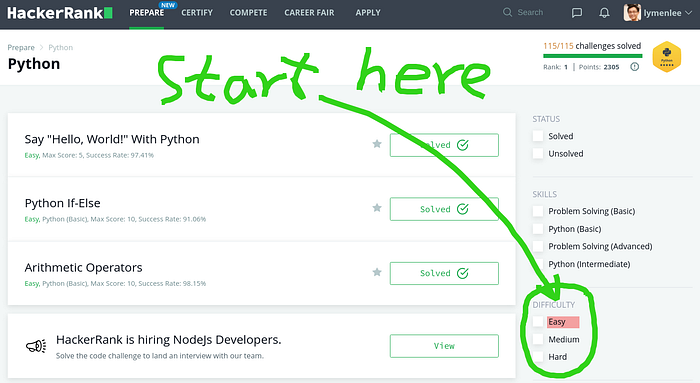 HackerRank
PREPARE NEW CERTIFY COMPETE CAREER FAIR APPLY
Search
lymenlee
Prepare > Python
Python
115/115 challenges solved
Rank: 1 | Points: 2305
Python
start here
Say "Hello, World!" With Python
Easy, Max Score: 5, Success Rate: 97.41%
Solved
Python If-Else
Easy, Python (Basic), Max Score: 10, Success Rate: 91.06%
Solved
Arithmetic Operators
Easy, Python (Basic), Max Score: 10, Success Rate: 98.15%
Solved
HackerRank is hiring NodeJs Developers.
Solve the code challenge to land an interview with our team.
View
STATUS
Solved
Unsolved
SKILLS
Problem Solving (Basic)
Python (Basic)
Problem Solving (Advanced)
Python (Intermediate)
DIFFICULTY
Easy
Medium
Hard